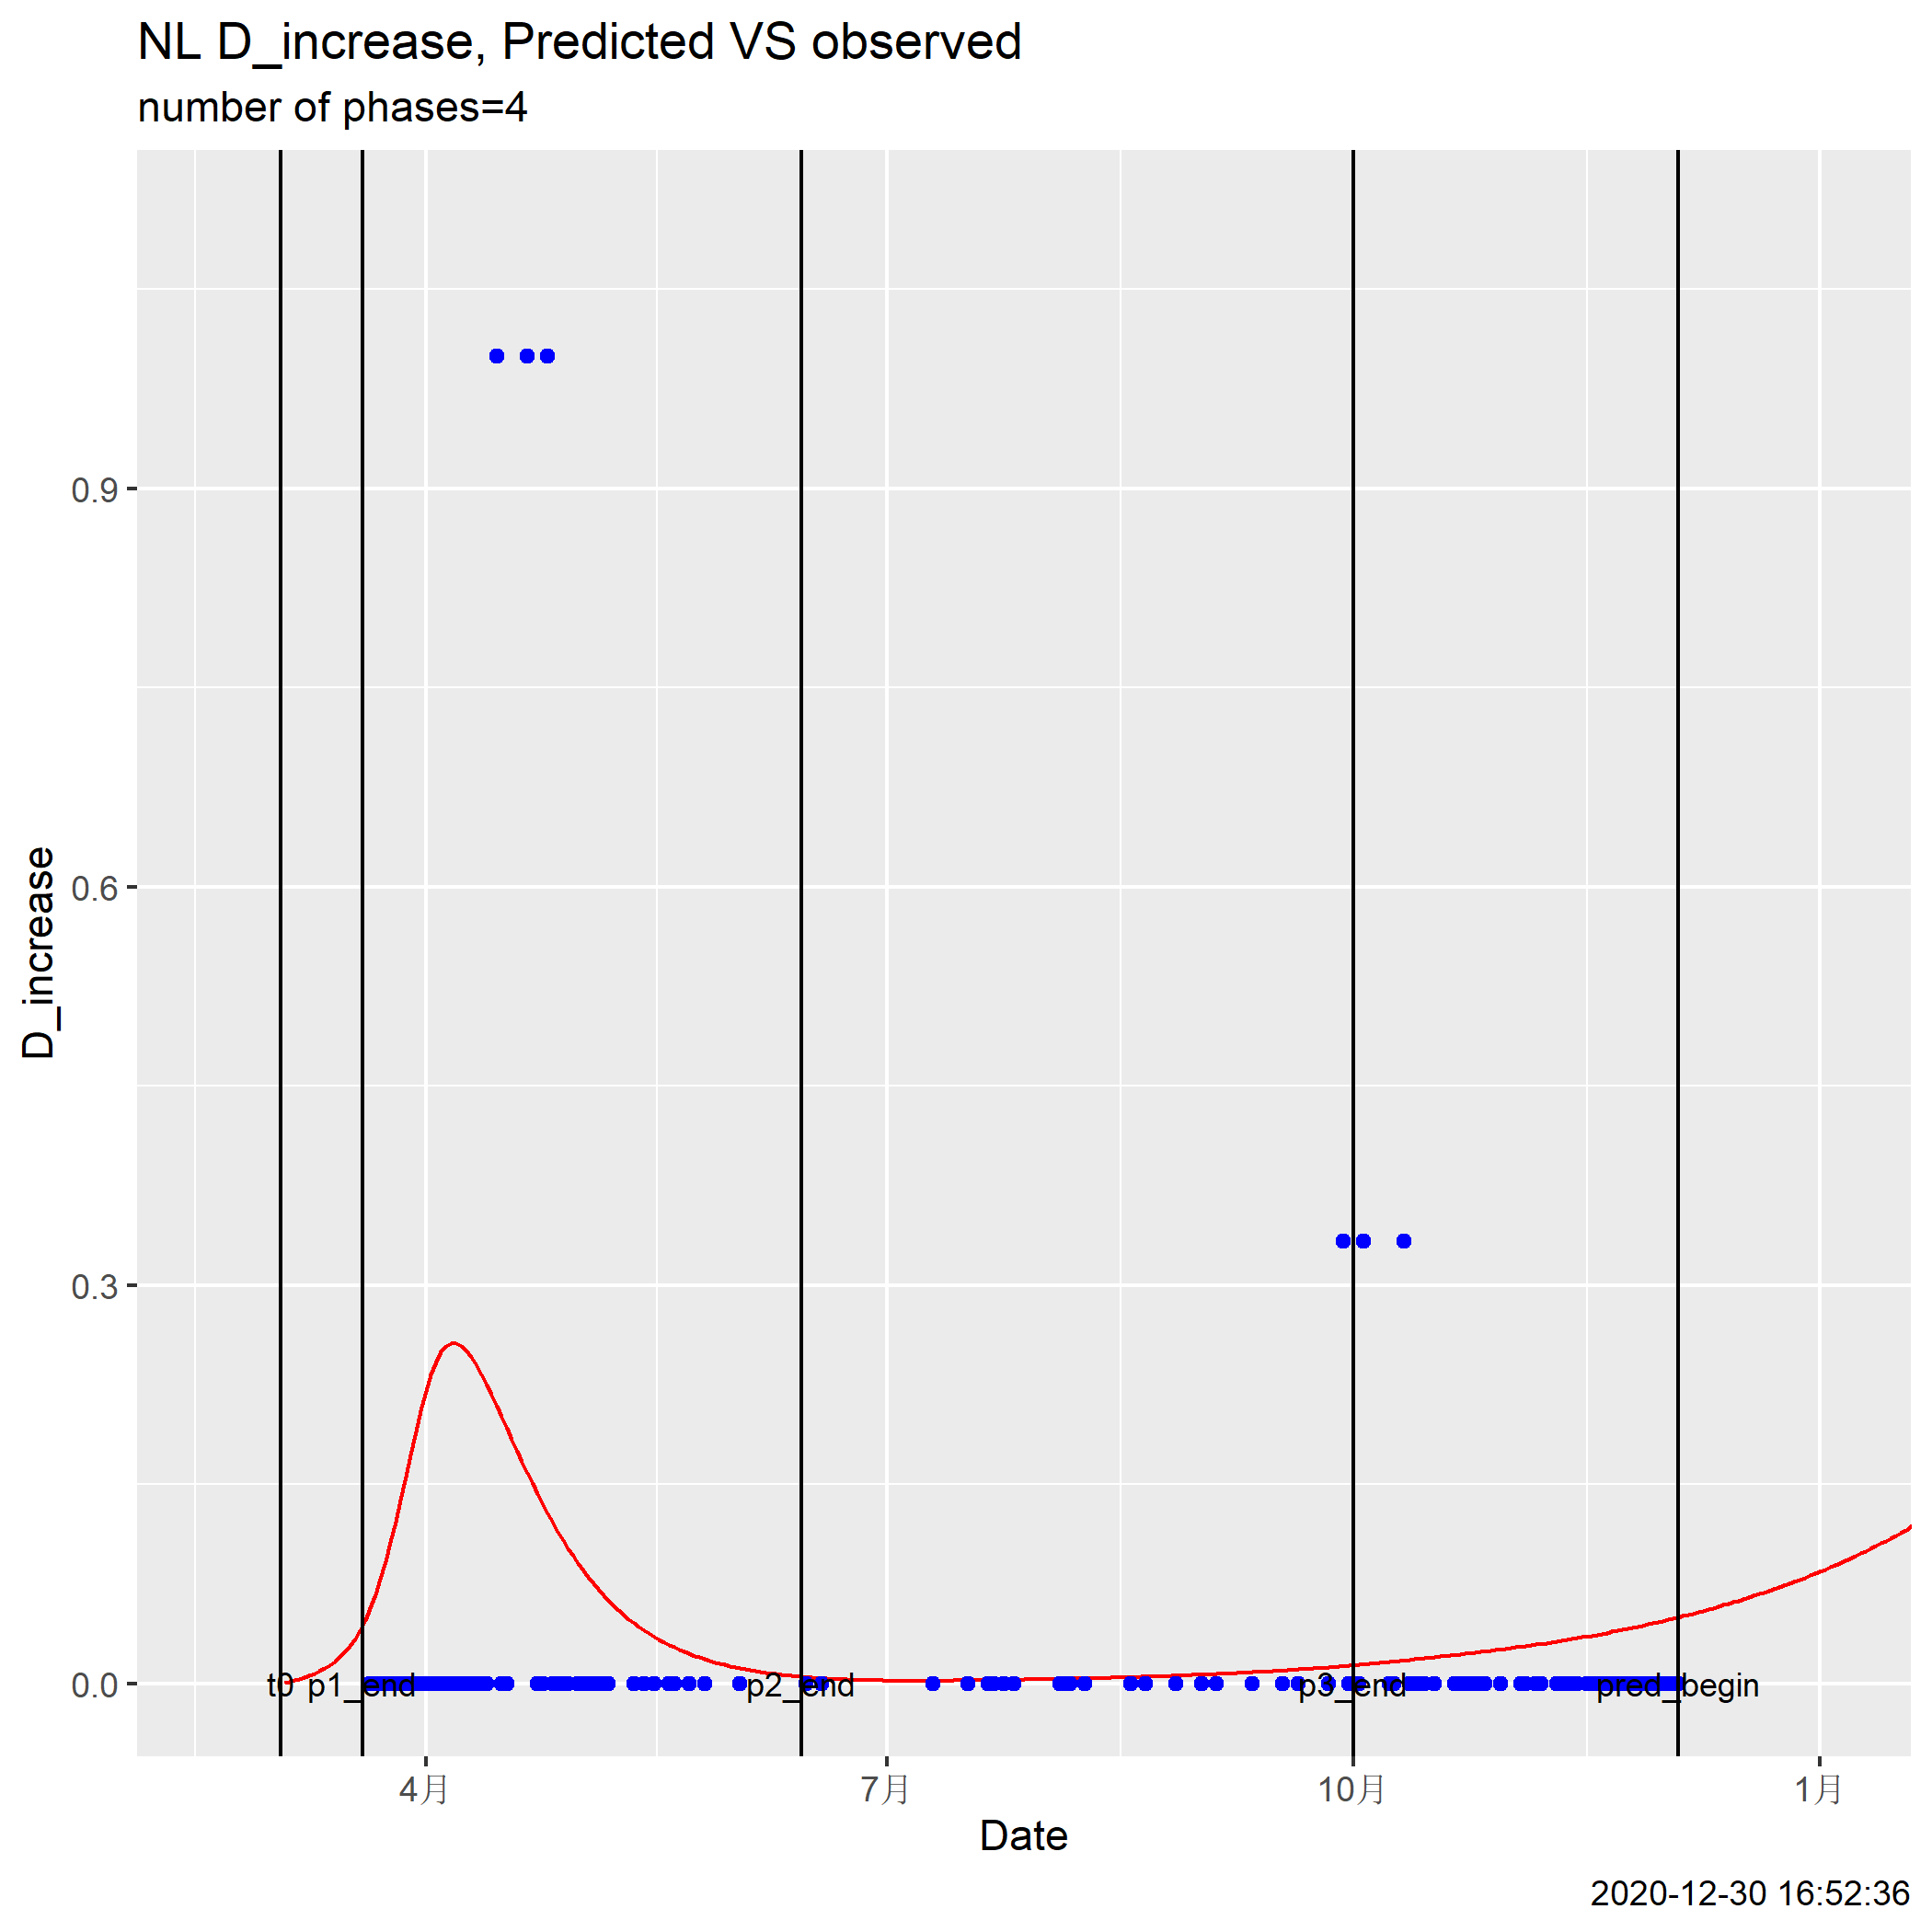 NL D_increase, Predicted VS observed
number of phases=4
D_increase
0.9
0.6
0.3
0.0
t0 p1_end p2_end p3_end pred_begin
4月 7月 10月 1月
Date
2020-12-30 16:52:36